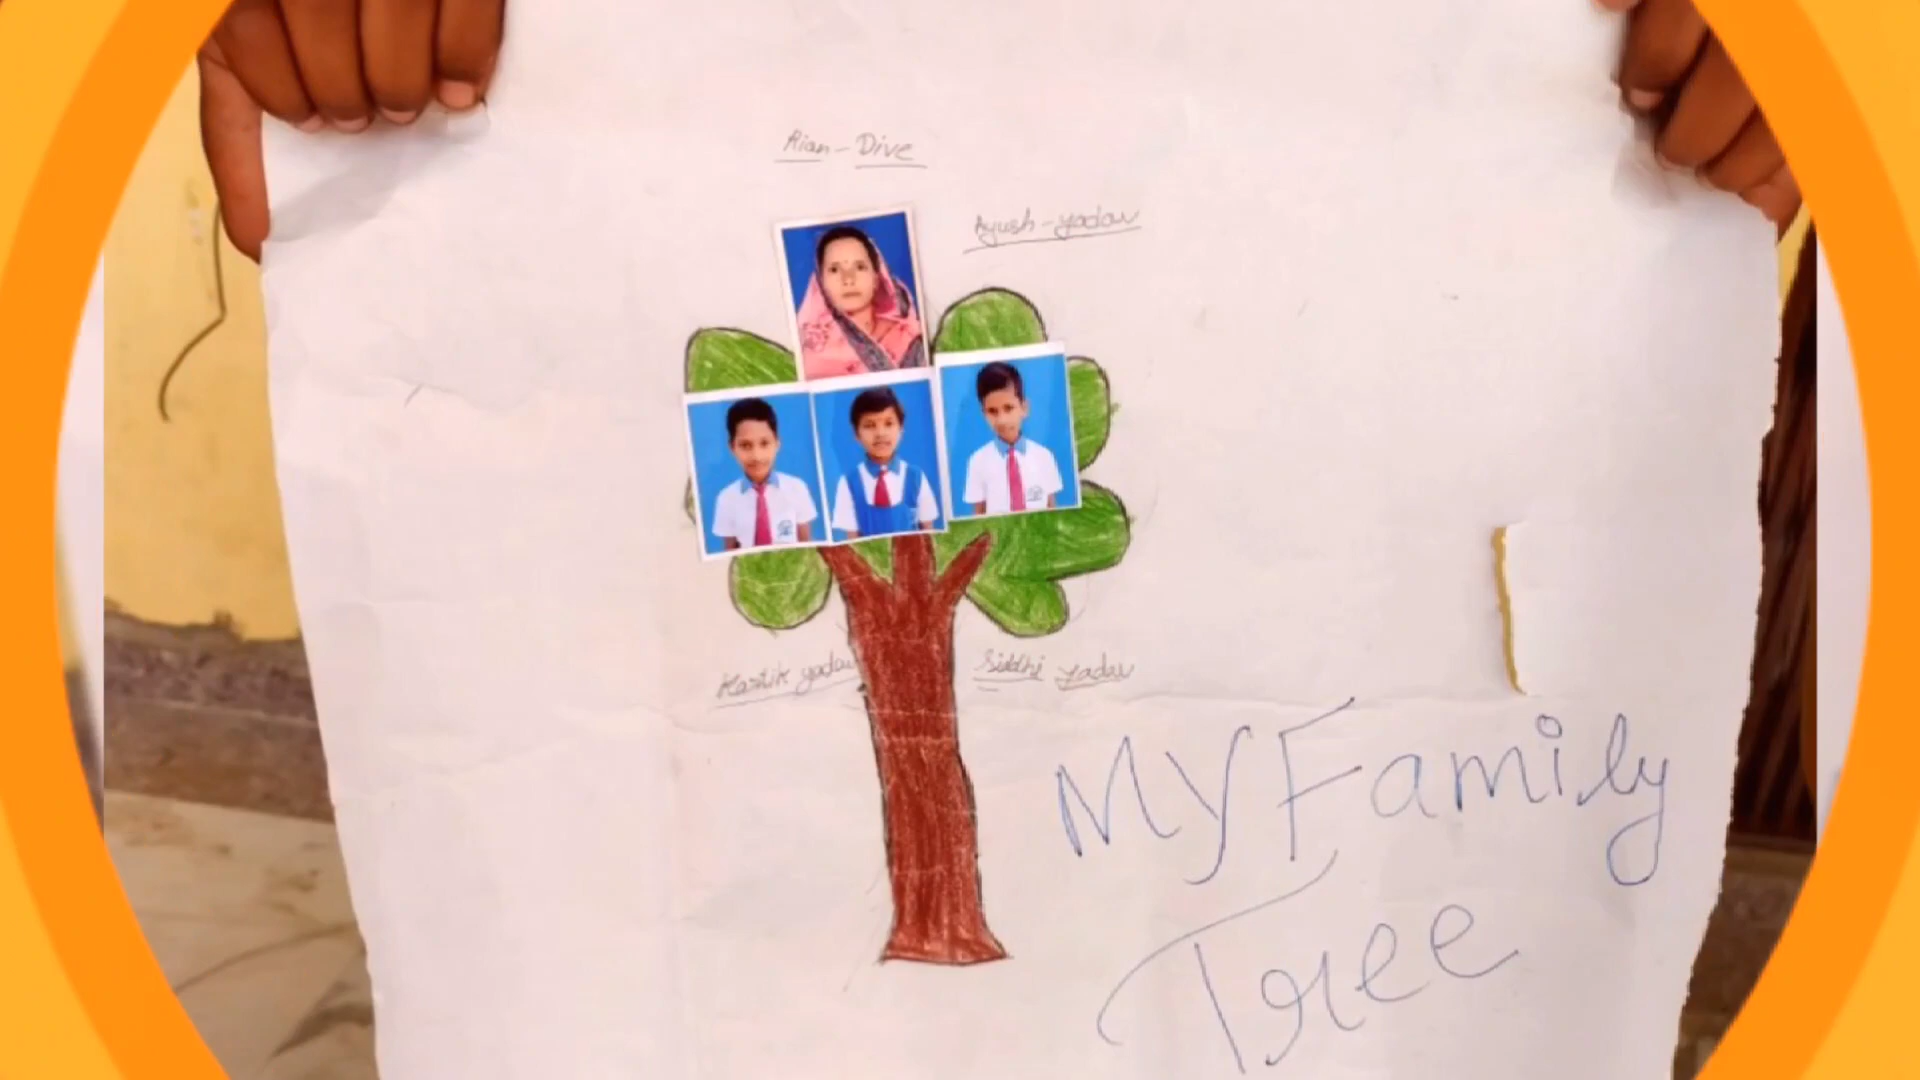 Rian-Dive
Ayush-yadav
Kartik yadav
Siddhi yadav
MY Family
Tree